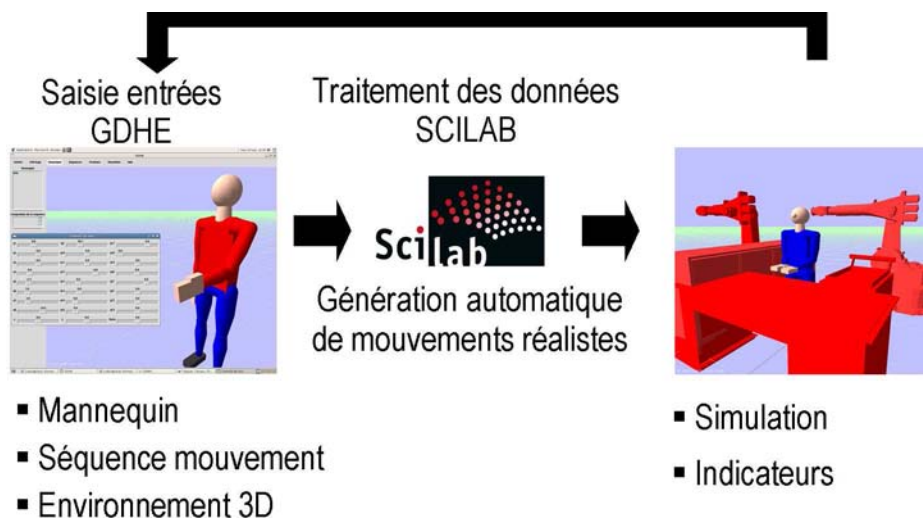 Saisie entrées
GDHE
Traitement des données
SCILAB
Scilab
Génération automatique
de mouvements réalistes
▪ Mannequin
▪ Séquence mouvement
▪ Environnement 3D
▪ Simulation
▪ Indicateurs